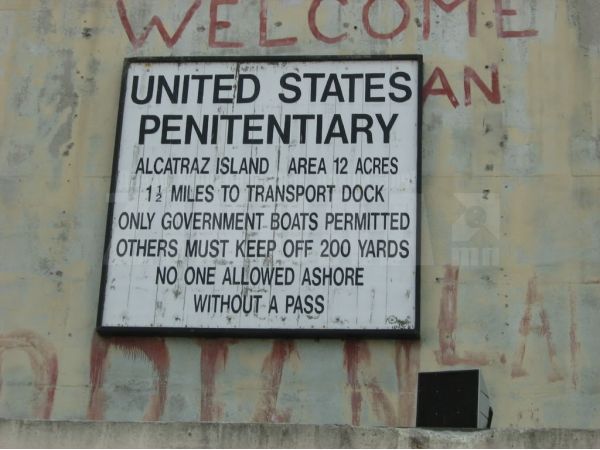 WELCOME
UNITED STATES
PENITENTIARY
ALCATRAZ ISLAND AREA 12 ACRES
1½ MILES TO TRANSPORT DOCK
ONLY GOVERNMENT BOATS PERMITTED
OTHERS MUST KEEP OFF 200 YARDS
NO ONE ALLOWED ASHORE
WITHOUT A PASS